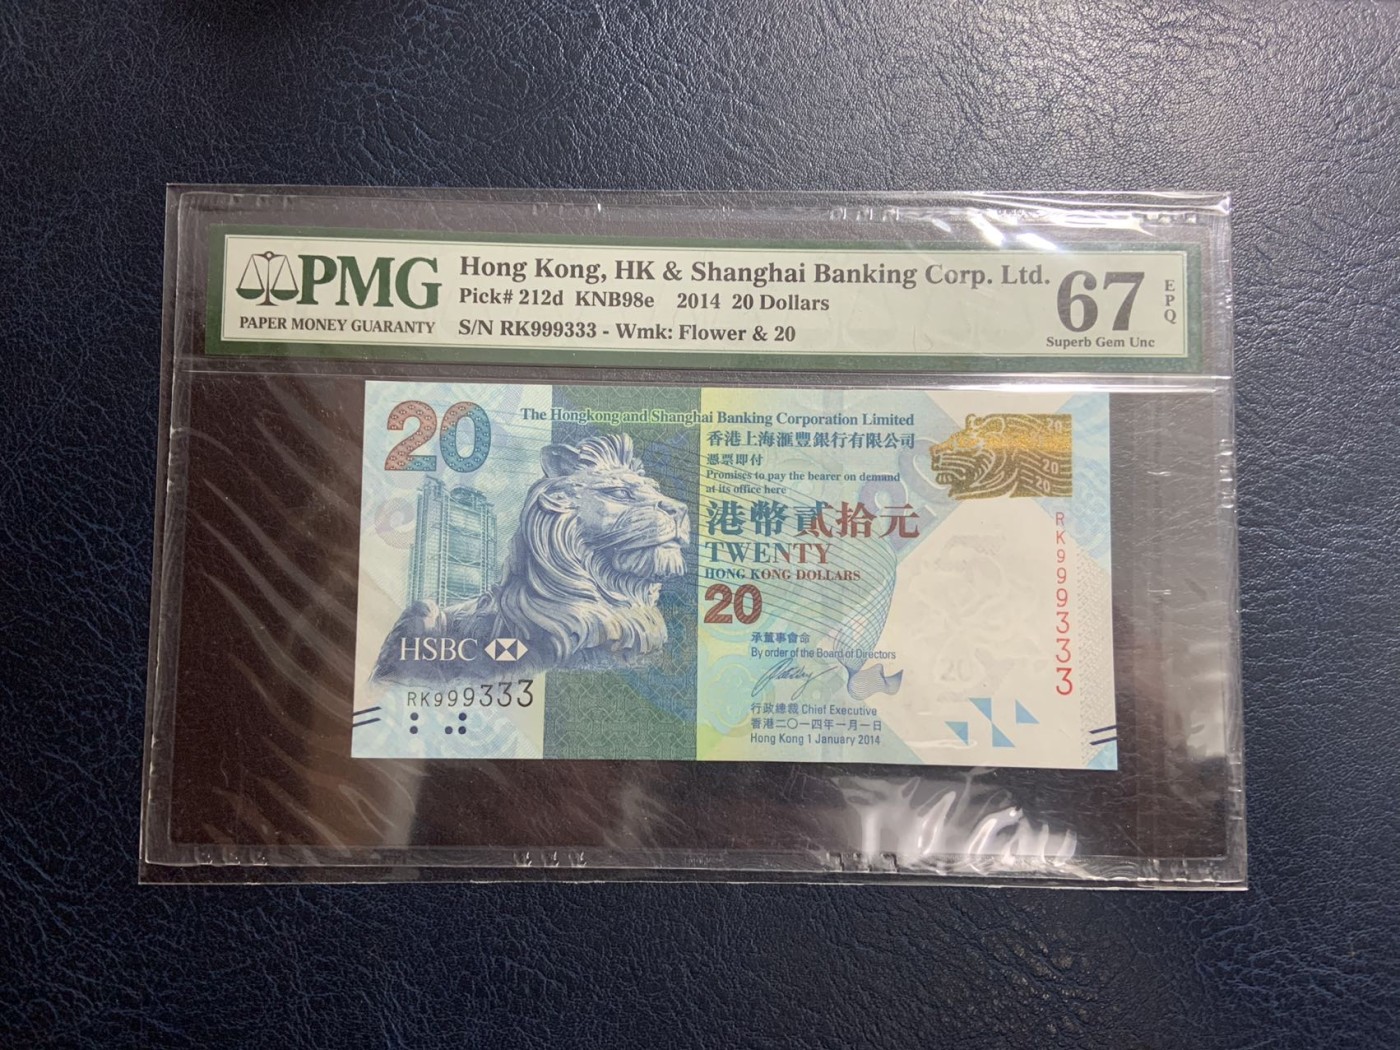 PMG
PAPER MONEY GUARANTY
Hong Kong, HK & Shanghai Banking Corp. Ltd.
Pick# 212d KNB98e 2014 20 Dollars
S/N RK999333 - Wmk: Flower & 20
67
EPQ
Superb Gem Unc
20
The Hongkong and Shanghai Banking Corporation Limited
香港上海滙豐銀行有限公司
憑票即付
Promises to pay the bearer on demand
at its office here
港幣貳拾元
TWENTY
HONG KONG DOLLARS
20
承董事會命
By order of the Board of Directors
行政總裁 Chief Executive
香港二〇一四年一月一日
Hong Kong 1 January 2014
HSBC
RK999333
20
20
20
RK999333
20